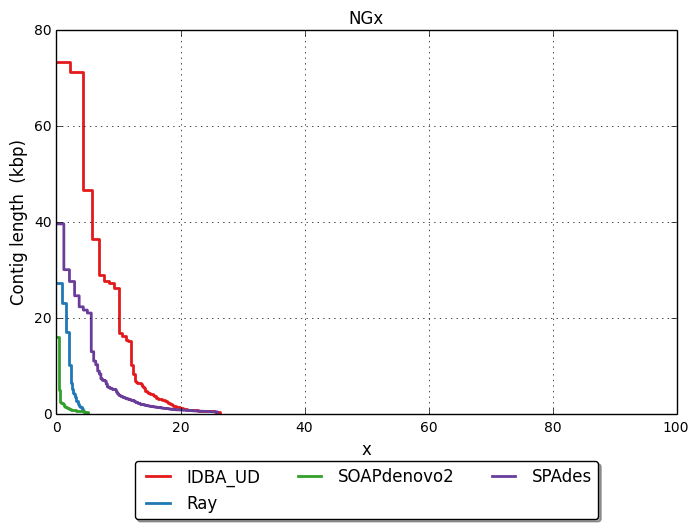 NGx
80
60
40
20
0
Contig length (kbp)
0 20 40 60 80 100
x
IDBA_UD SOAPdenovo2 SPAdes
Ray